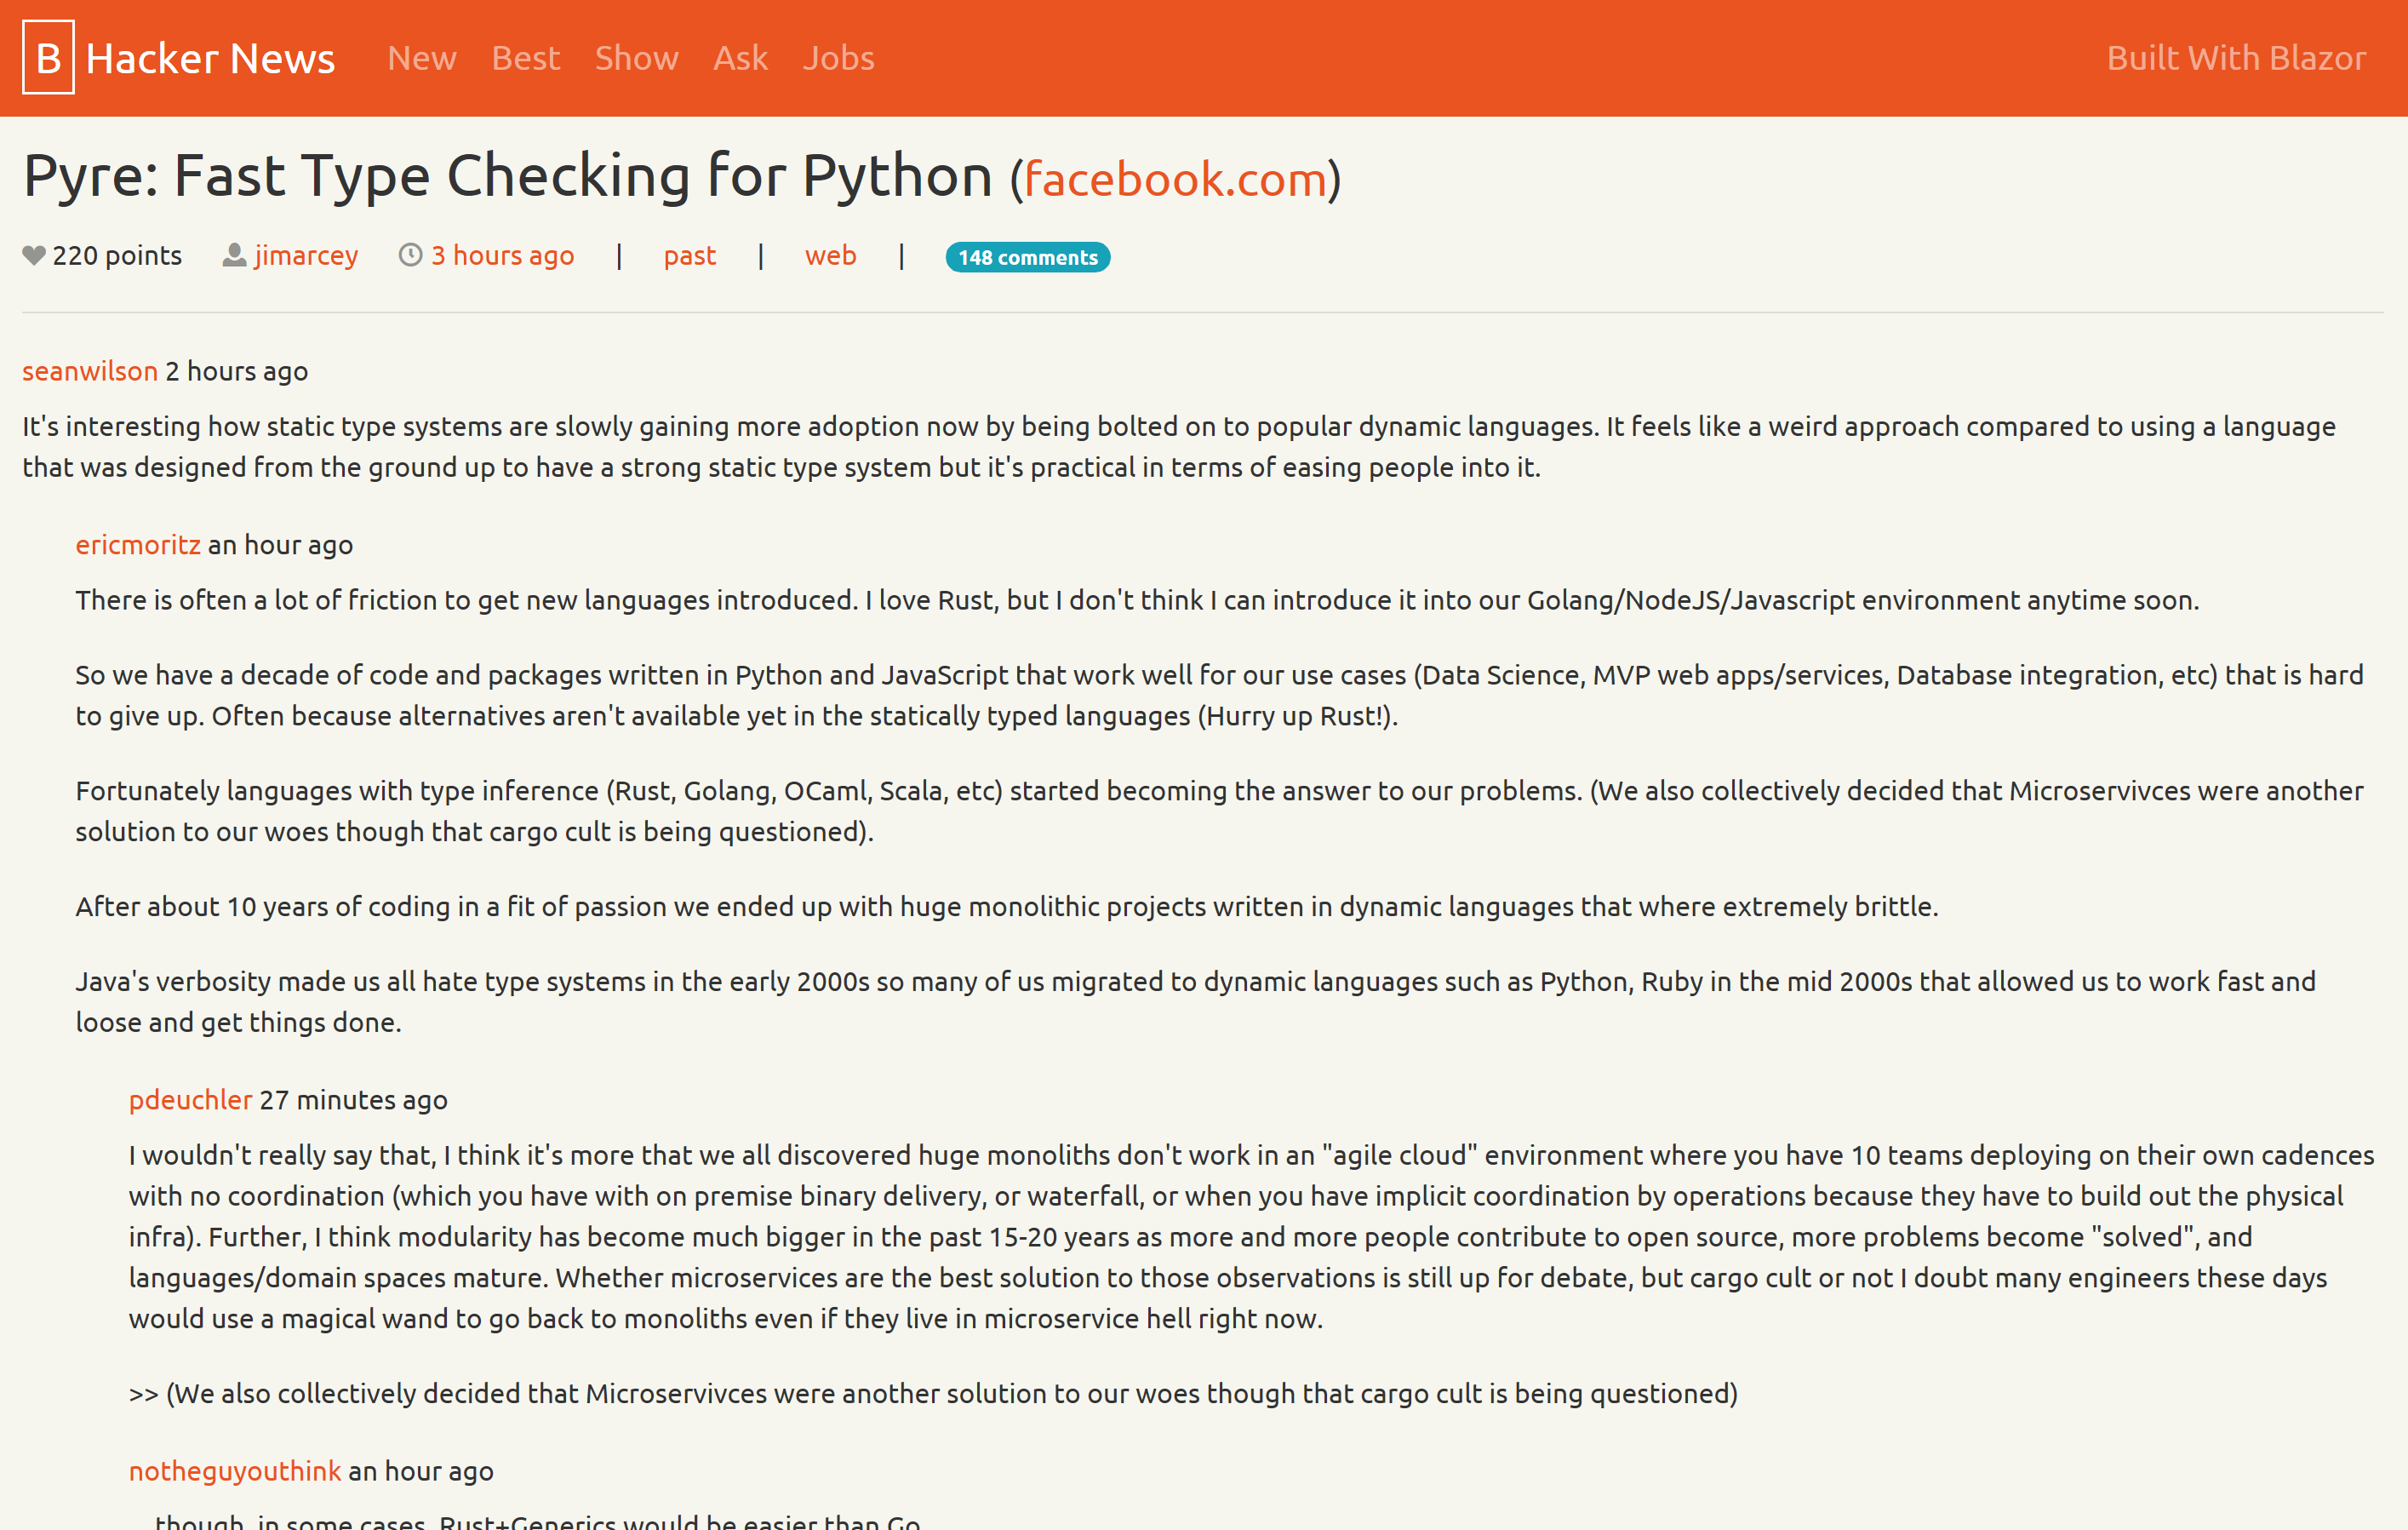 B Hacker News New Best Show Ask Jobs Built With Blazor
Pyre: Fast Type Checking for Python (facebook.com)
220 points jimarcey 3 hours ago | past | web | 148 comments
seanwilson 2 hours ago
It's interesting how static type systems are slowly gaining more adoption now by being bolted on to popular dynamic languages. It feels like a weird approach compared to using a language
that was designed from the ground up to have a strong static type system but it's practical in terms of easing people into it.
ericmoritz an hour ago
There is often a lot of friction to get new languages introduced. I love Rust, but I don't think I can introduce it into our Golang/NodeJS/Javascript environment anytime soon.
So we have a decade of code and packages written in Python and JavaScript that work well for our use cases (Data Science, MVP web apps/services, Database integration, etc) that is hard
to give up. Often because alternatives aren't available yet in the statically typed languages (Hurry up Rust!).
Fortunately languages with type inference (Rust, Golang, OCaml, Scala, etc) started becoming the answer to our problems. (We also collectively decided that Microservivces were another
solution to our woes though that cargo cult is being questioned).
After about 10 years of coding in a fit of passion we ended up with huge monolithic projects written in dynamic languages that where extremely brittle.
Java's verbosity made us all hate type systems in the early 2000s so many of us migrated to dynamic languages such as Python, Ruby in the mid 2000s that allowed us to work fast and
loose and get things done.
pdeuchler 27 minutes ago
I wouldn't really say that, I think it's more that we all discovered huge monoliths don't work in an "agile cloud" environment where you have 10 teams deploying on their own cadences
with no coordination (which you have with on premise binary delivery, or waterfall, or when you have implicit coordination by operations because they have to build out the physical
infra). Further, I think modularity has become much bigger in the past 15-20 years as more and more people contribute to open source, more problems become "solved", and
languages/domain spaces mature. Whether microservices are the best solution to those observations is still up for debate, but cargo cult or not I doubt many engineers these days
would use a magical wand to go back to monoliths even if they live in microservice hell right now.
>> (We also collectively decided that Microservivces were another solution to our woes though that cargo cult is being questioned)
notheguyouthink an hour ago
...though, in some cases, Rust+Generics would be easier than Go.